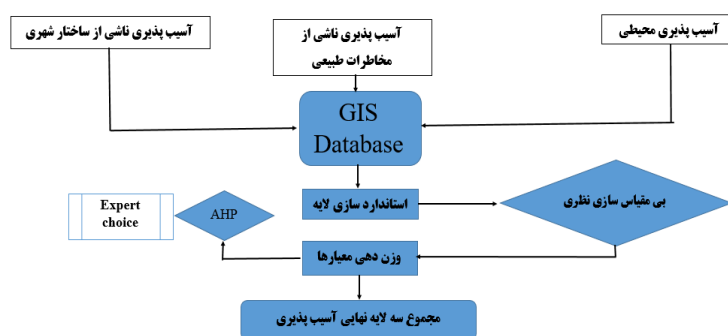 آسیب پذیری محیطی
آسیب پذیری ناشی از
مخاطرات طبیعی
آسیب پذیری ناشی از ساختار شهری
GIS
Database
استاندارد سازی لایه
بی مقیاس سازی نظری
AHP
Expert
choice
وزن دهی معیارها
مجموع سه لایه نهایی آسیب پذیری